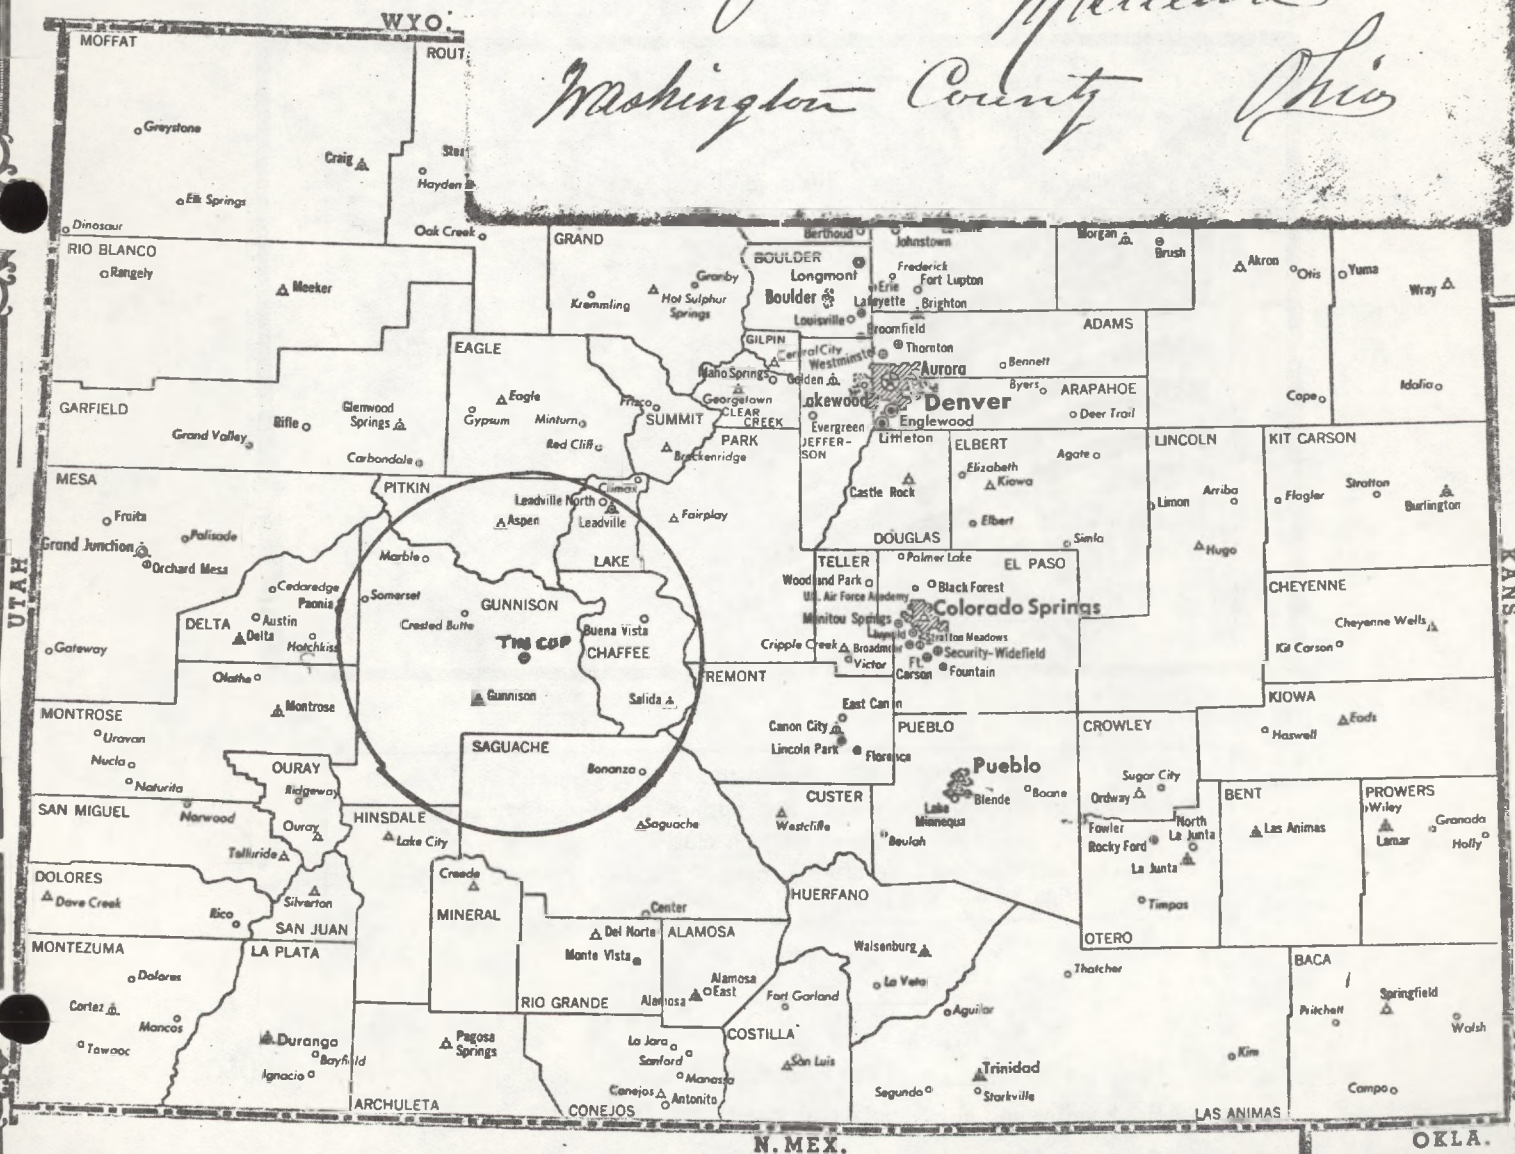 WYO.
Washington County Ohio
MOFFAT
ROUT
Greystone
Craig
Hayden
Elk Springs
Dinosaur
Oak Creek
RIO BLANCO
Rangely
Meeker
GRAND
Granby
Kremmling
Hot Sulphur Springs
BOULDER
Longmont
Boulder
Louisville
Lafayette
Erie
Berthoud
Johnstown
Frederick
Fort Lupton
Brighton
Broomfield
Thornton
Westminster
Morgan
Brush
Akron
Otis
Yuma
Wray
ADAMS
Bennett
Byers
ARAPAHOE
Deer Trail
Cope
Idalia
GILPIN
Central City
Idaho Springs
Golden
Georgetown
CLEAR CREEK
Lakewood
Aurora
Denver
Englewood
Littleton
Evergreen
JEFFERSON
EAGLE
Eagle
Gypsum
Minturn
Red Cliff
Frisco
SUMMIT
Breckenridge
PARK
Fairplay
GARFIELD
Grand Valley
Rifle
Glenwood Springs
Carbondale
MESA
Fruita
Palisade
Grand Junction
Orchard Mesa
Gateway
PITKIN
Aspen
Marble
Leadville North
Climax
Leadville
LAKE
ELBERT
Elizabeth
Kiowa
Agate
Elbert
Simla
Castle Rock
DOUGLAS
LINCOLN
Limon
Arriba
Hugo
KIT CARSON
Flagler
Stratton
Burlington
UTAH
KANS.
DELTA
Cedaredge
Paonia
Austin
Delta
Hotchkiss
Somerset
GUNNISON
Crested Butte
TIN CUP
Gunnison
Buena Vista
CHAFFEE
Salida
TELLER
Woodland Park
U.S. Air Force Academy
Manitou Springs
Cripple Creek
Victor
Palmer Lake
EL PASO
Black Forest
Colorado Springs
Stratton Meadows
Broadmoor
Security-Widefield
Ft. Carson
Fountain
CHEYENNE
Cheyenne Wells
Kit Carson
MONTROSE
Olathe
Montrose
Uravan
Nucla
Naturita
FREMONT
East Canon
Canon City
Lincoln Park
Florence
PUEBLO
Pueblo
Blende
Boone
Lake Minnequa
Beulah
CROWLEY
Sugar City
Ordway
KIOWA
Haswell
Eads
SAGUACHE
Bonanza
Saguache
Center
OURAY
Ridgway
Ouray
SAN MIGUEL
Norwood
Telluride
HINSDALE
Lake City
CUSTER
Westcliffe
Fowler
Rocky Ford
North La Junta
La Junta
Timpas
OTERO
BENT
Las Animas
PROWERS
Wiley
Lamar
Granada
Holly
DOLORES
Dove Creek
Rico
Silverton
SAN JUAN
Creede
MINERAL
HUERFANO
Walsenburg
La Veta
MONTEZUMA
Dolores
Cortez
Mancos
Towaoc
LA PLATA
Durango
Bayfield
Ignacio
Del Norte
Monte Vista
RIO GRANDE
ALAMOSA
Alamosa East
Alamosa
Fort Garland
COSTILLA
San Luis
Pagosa Springs
ARCHULETA
La Jara
Sanford
Manassa
Conejos
Antonito
CONEJOS
Thatcher
Aguilar
Trinidad
Segundo
Starkville
Kim
LAS ANIMAS
BACA
Pritchett
Springfield
Walsh
Campo
N. MEX.
OKLA.